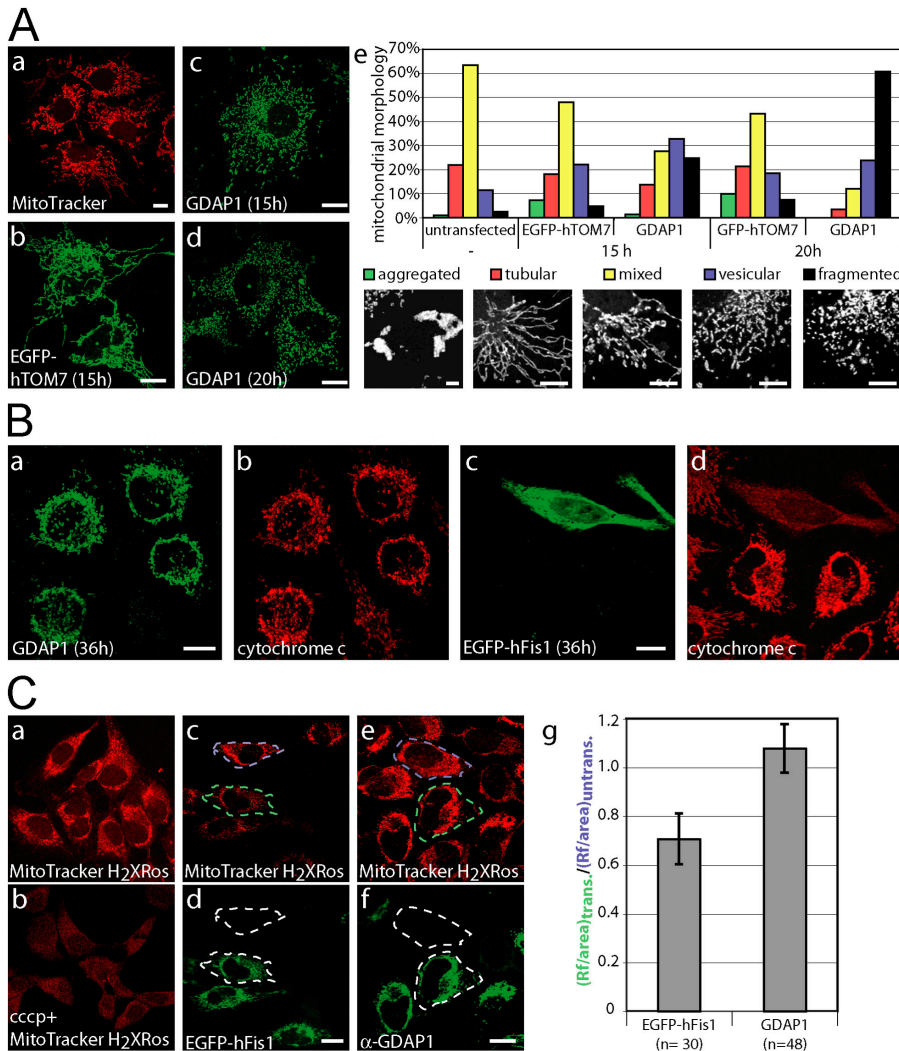 A
a
MitoTracker
c
GDAP1 (15h)
b
EGFP-
hTOM7 (15h)
d
GDAP1 (20h)
e
mitochondrial morphology
70%
60%
50%
40%
30%
20%
10%
0%
untransfected
EGFP-hTOM7
GDAP1
GFP-hTOM7
GDAP1
-
15 h
20h
aggregated
tubular
mixed
vesicular
fragmented
B
a
GDAP1 (36h)
b
cytochrome c
c
EGFP-hFis1 (36h)
d
cytochrome c
C
a
MitoTracker H2XRos
c
MitoTracker H2XRos
e
MitoTracker H2XRos
b
cccp+
MitoTracker H2XRos
d
EGFP-hFis1
f
α-GDAP1
g
(Rf/area)trans./(Rf/area)untrans.
1.2
1.0
0.8
0.6
0.4
0.2
0
EGFP-hFis1
(n= 30)
GDAP1
(n=48)